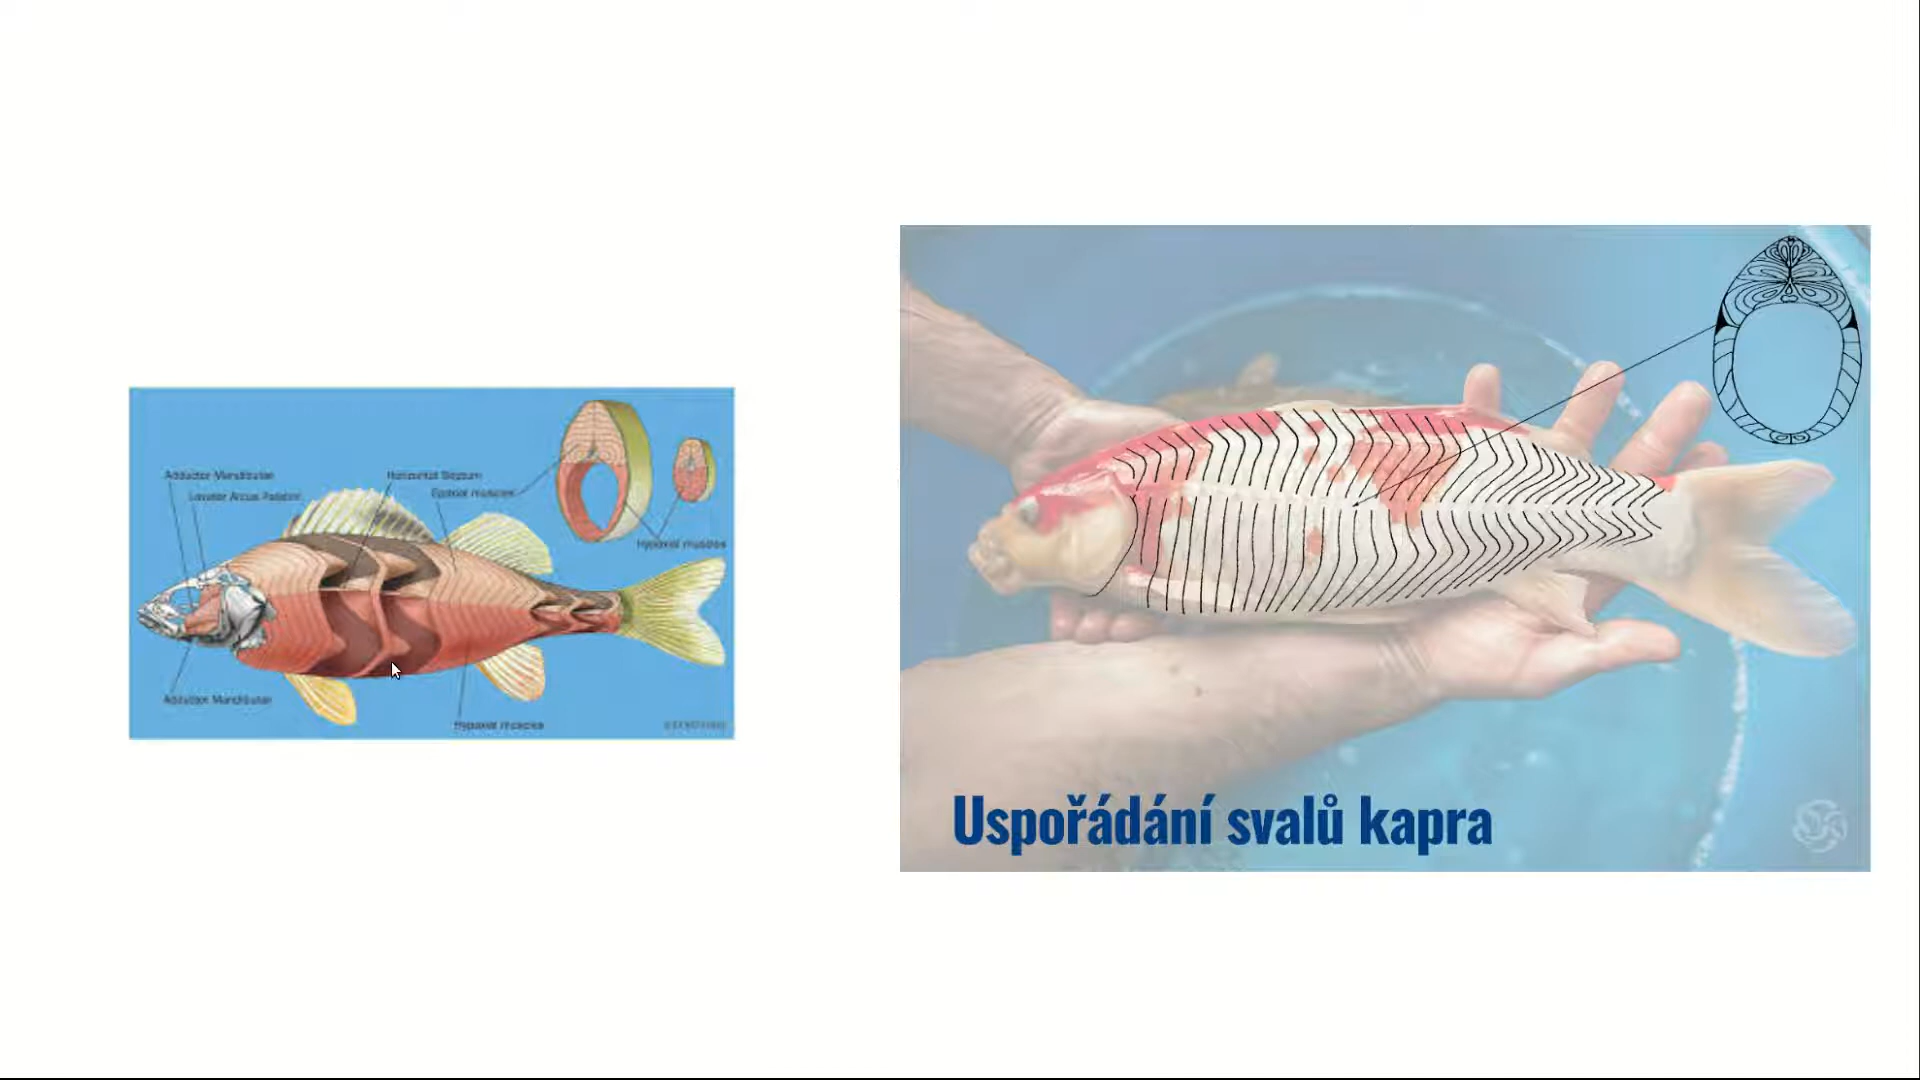 Adductor Mandibulae
Levator Arcus Palatini
Horizontal Septum
Epaxial muscles
Hypaxial muscles
Adductor Mandibulae
Hypaxial muscles
Uspořádání svalů kapra